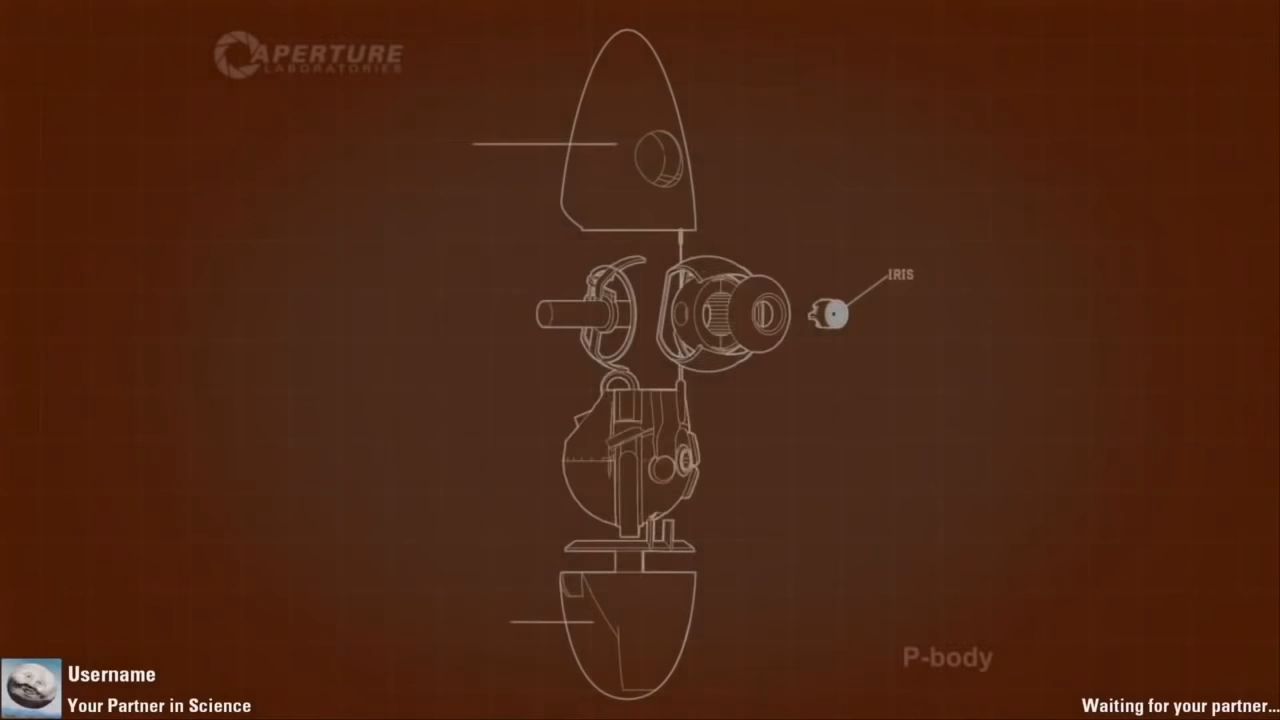 APERTURE
LABORATORIES
IRIS
P-body
Username
Your Partner in Science
Waiting for your partner...